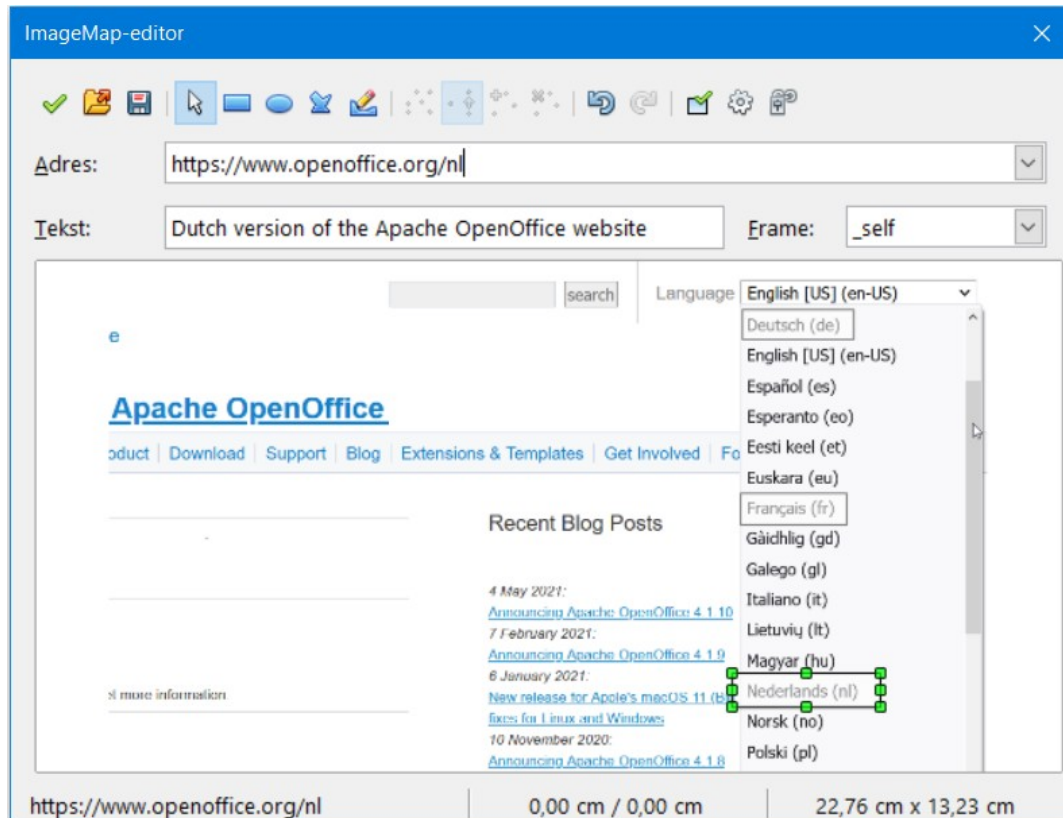 ImageMap-editor
Adres: https://www.openoffice.org/nl
Tekst: Dutch version of the Apache OpenOffice website Frame: _self
search Language English [US] (en-US)
e
Deutsch (de)
English [US] (en-US)
Español (es)
Apache OpenOffice
Esperanto (eo)
oduct Download Support Blog Extensions & Templates Get Involved Fo
Eesti keel (et)
Euskara (eu)
Français (fr)
Recent Blog Posts
Gàidhlig (gd)
Galego (gl)
4 May 2021:
Italiano (it)
Announcing Apache OpenOffice 4.1.10
7 February 2021:
Lietuvių (lt)
Announcing Apache OpenOffice 4.1.9
Magyar (hu)
6 January 2021:
et more information
New release for Apple's macOS 11 (B
Nederlands (nl)
fixes for Linux and Windows
Norsk (no)
10 November 2020:
Polski (pl)
Announcing Apache OpenOffice 4.1.8
https://www.openoffice.org/nl 0,00 cm / 0,00 cm 22,76 cm x 13,23 cm